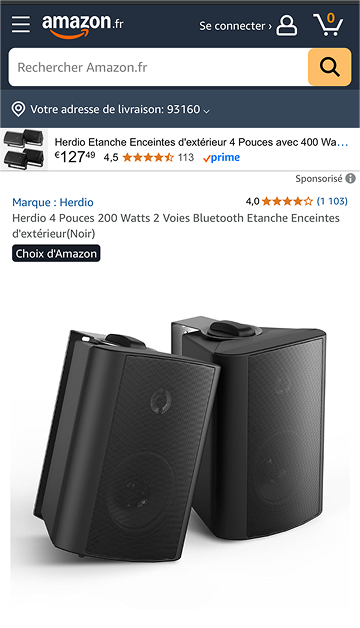 amazon.fr
Se connecter ›
0
Rechercher Amazon.fr
Votre adresse de livraison: 93160
Herdio Etanche Enceintes d'extérieur 4 Pouces avec 400 Wa…
€127⁴⁹ 4,5 113 prime
Sponsorisé
Marque : Herdio
4,0 (1 103)
Herdio 4 Pouces 200 Watts 2 Voies Bluetooth Etanche Enceintes
d'extérieur(Noir)
Choix d'Amazon